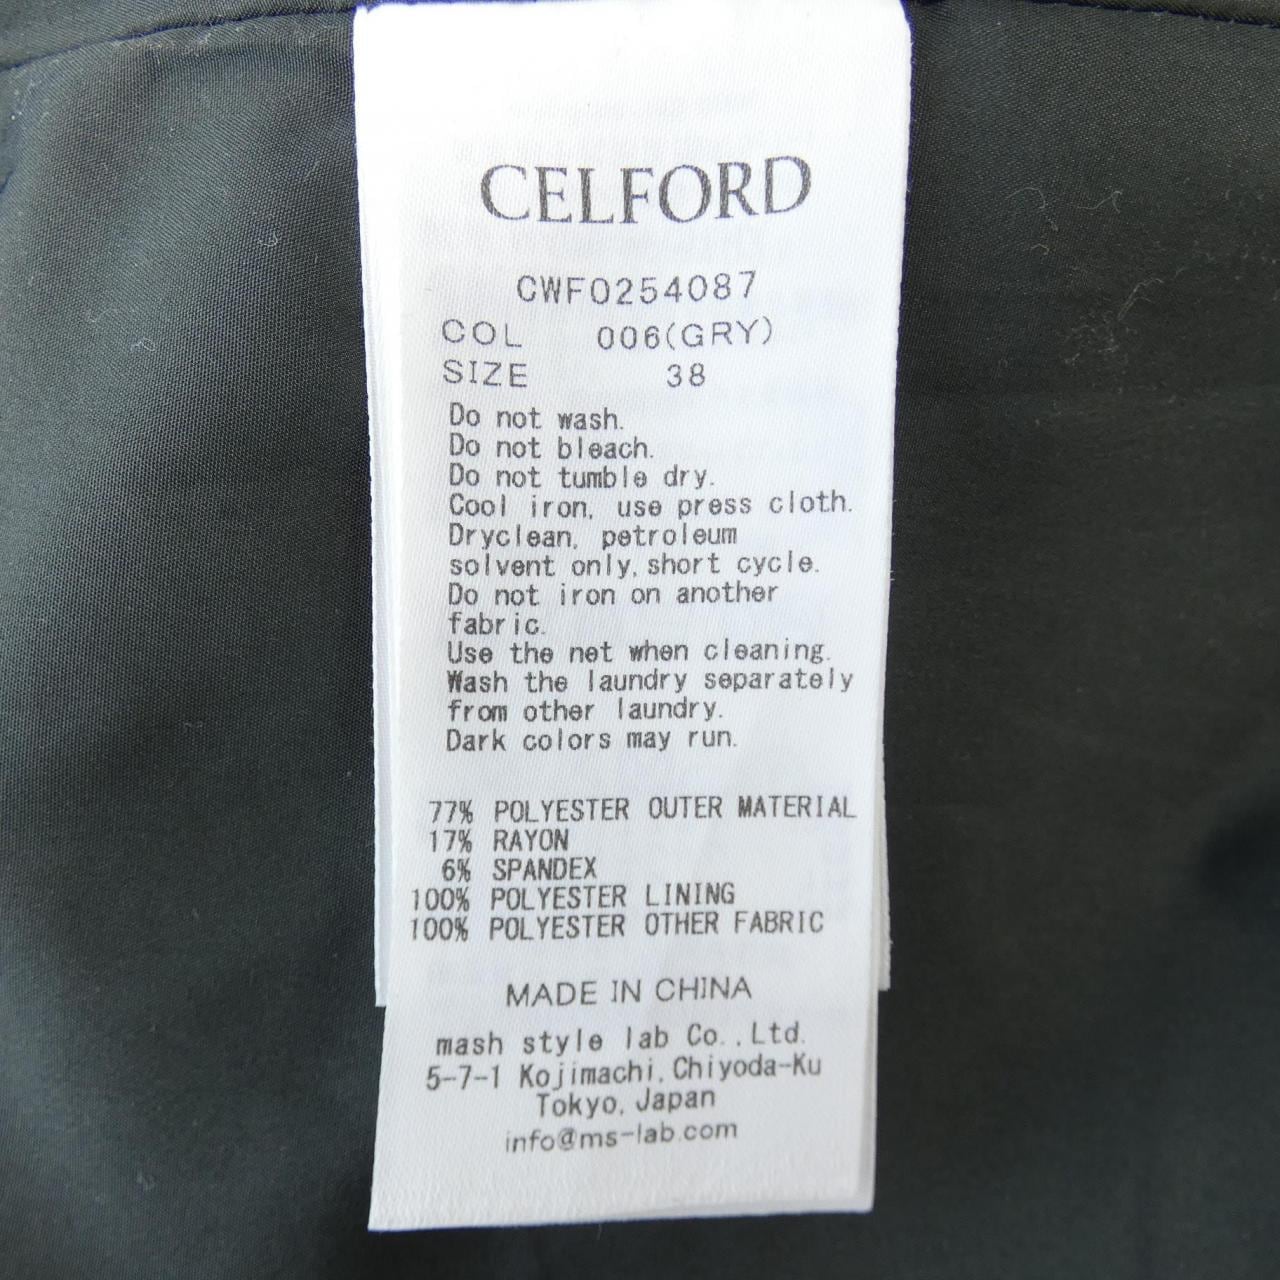 CELFORD
CWF0254087
COL 006(GRY)
SIZE 38
Do not wash.
Do not bleach.
Do not tumble dry.
Cool iron, use press cloth.
Dryclean, petroleum
solvent only, short cycle.
Do not iron on another
fabric.
Use the net when cleaning.
Wash the laundry separately
from other laundry.
Dark colors may run.
77% POLYESTER OUTER MATERIAL
17% RAYON
6% SPANDEX
100% POLYESTER LINING
100% POLYESTER OTHER FABRIC
MADE IN CHINA
mash style lab Co.,Ltd.
5-7-1 Kojimachi, Chiyoda-Ku
Tokyo, Japan
info@ms-lab.com